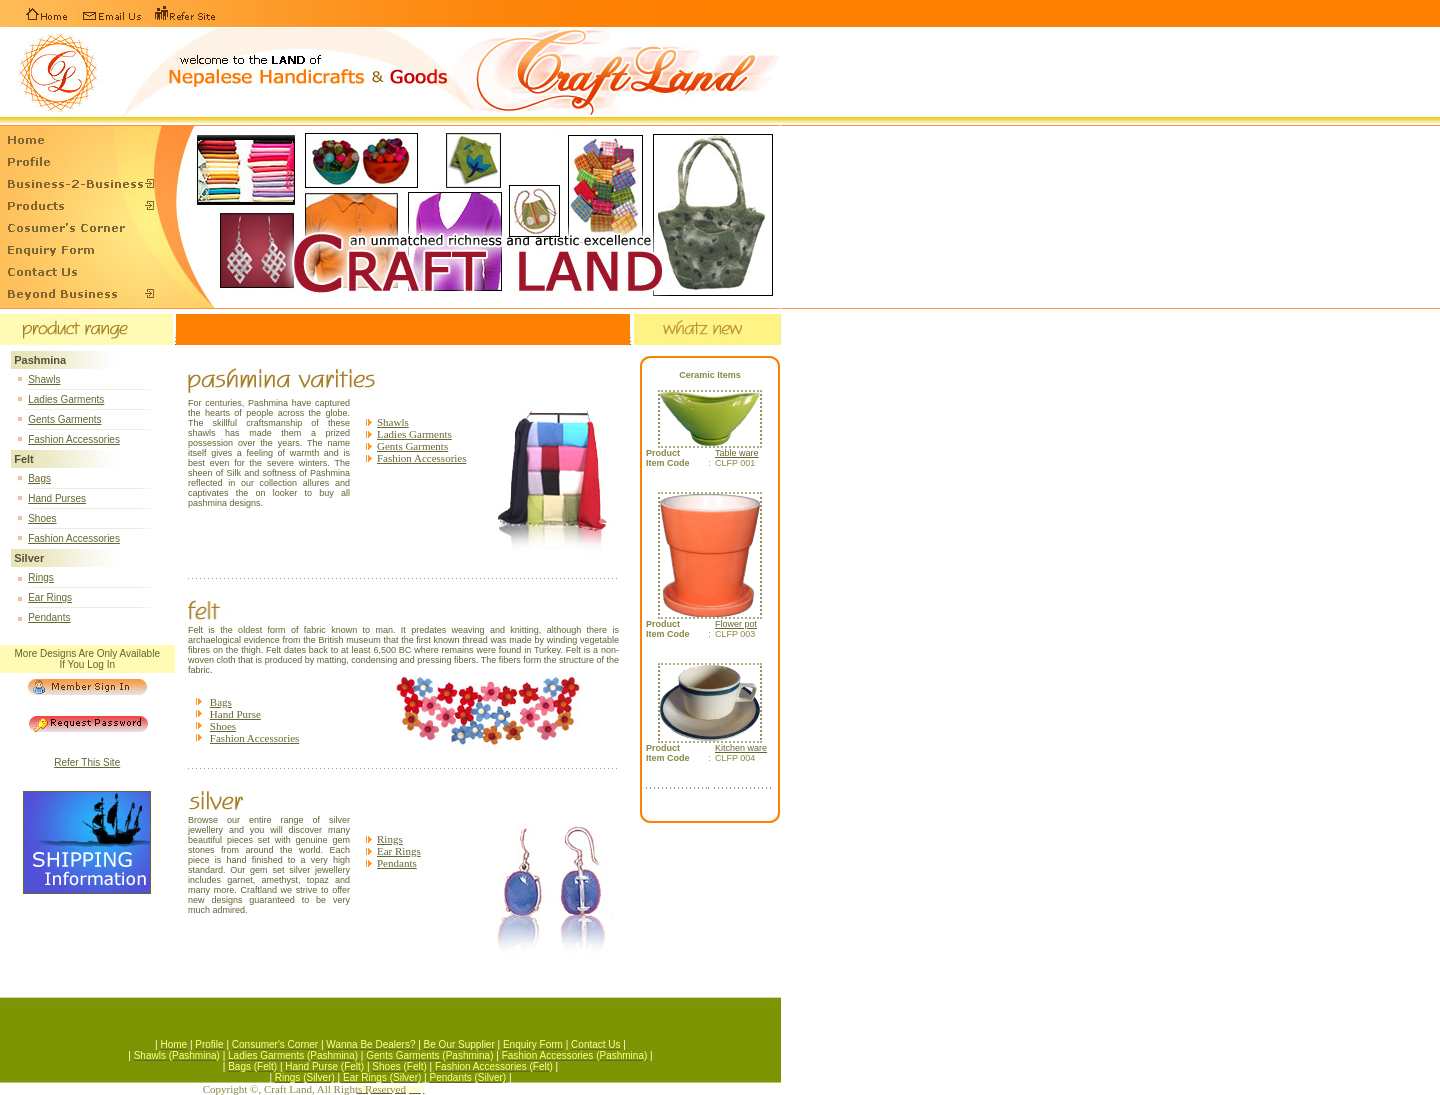 Home Email Us Refer Site
CL
welcome to the LAND of
Nepalese Handicrafts & Goods
Craft Land
Home
Profile
Business-2-Business
Products
Cosumer's Corner
Enquiry Form
Contact Us
Beyond Business
an unmatched richness and artistic excellence
CRAFT LAND
product range
whatz new
Pashmina
Shawls
Ladies Garments
Gents Garments
Fashion Accessories
Felt
Bags
Hand Purses
Shoes
Fashion Accessories
Silver
Rings
Ear Rings
Pendants
More Designs Are Only Available
If You Log In
Member Sign In
Request Password
Refer This Site
SHIPPING
Information
pashmina varities
For centuries, Pashmina have captured
the hearts of people across the globe.
The skillful craftsmanship of these
shawls has made them a prized
possession over the years. The name
itself gives a feeling of warmth and is
best even for the severe winters. The
sheen of Silk and softness of Pashmina
reflected in our collection allures and
captivates the on looker to buy all
pashmina designs.
Shawls
Ladies Garments
Gents Garments
Fashion Accessories
felt
Felt is the oldest form of fabric known to man. It predates weaving and knitting, although there is
archaelogical evidence from the British museum that the first known thread was made by winding vegetable
fibres on the thigh. Felt dates back to at least 6,500 BC where remains were found in Turkey. Felt is a non-
woven cloth that is produced by matting, condensing and pressing fibers. The fibers form the structure of the
fabric.
Bags
Hand Purse
Shoes
Fashion Accessories
silver
Browse our entire range of silver
jewellery and you will discover many
beautiful pieces set with genuine gem
stones from around the world. Each
piece is hand finished to a very high
standard. Our gem set silver jewellery
includes garnet, amethyst, topaz and
many more. Craftland we strive to offer
new designs guaranteed to be very
much admired.
Rings
Ear Rings
Pendants
Ceramic Items
Product Table ware
Item Code : CLFP 001
Product Flower pot
Item Code : CLFP 003
Product Kitchen ware
Item Code : CLFP 004
| Home | Profile | Consumer's Corner | Wanna Be Dealers? | Be Our Supplier | Enquiry Form | Contact Us |
| Shawls (Pashmina) | Ladies Garments (Pashmina) | Gents Garments (Pashmina) | Fashion Accessories (Pashmina) |
| Bags (Felt) | Hand Purse (Felt) | Shoes (Felt) | Fashion Accessories (Felt) |
| Rings (Silver) | Ear Rings (Silver) | Pendants (Silver) |
Copyright ©, Craft Land, All Rights Reserved